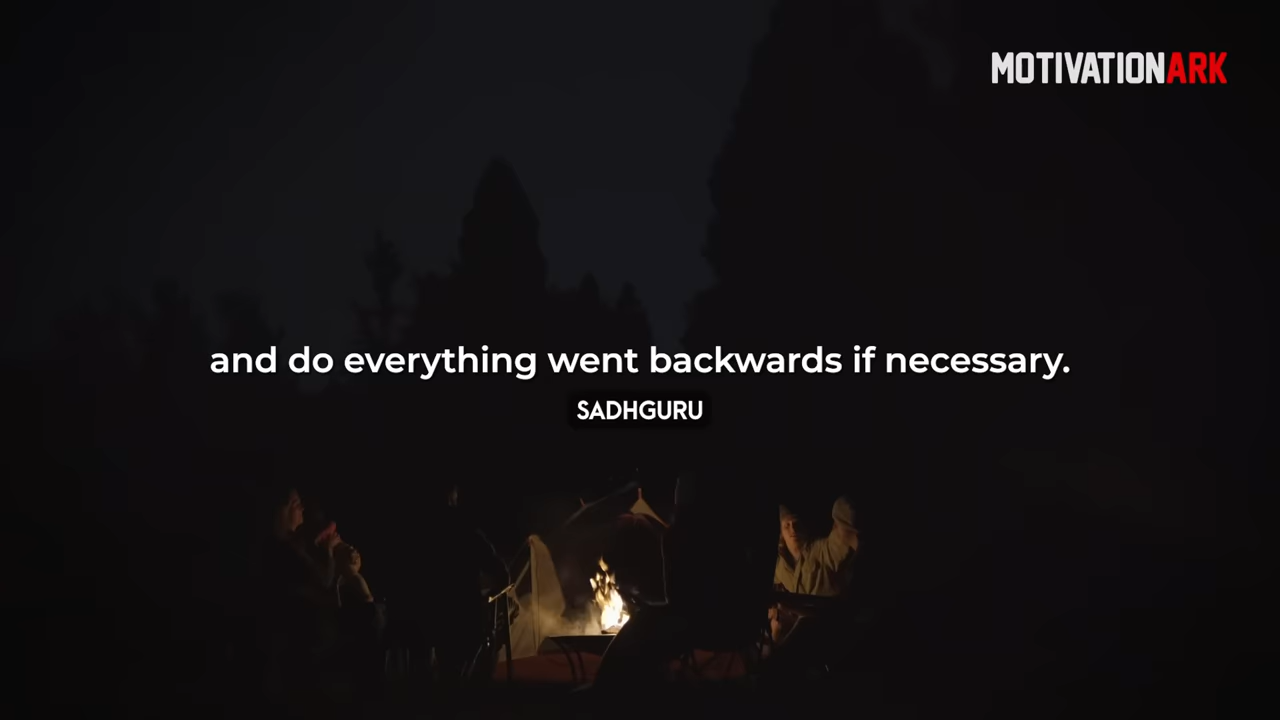 MOTIVATIONARK
and do everything went backwards if necessary.
SADHGURU